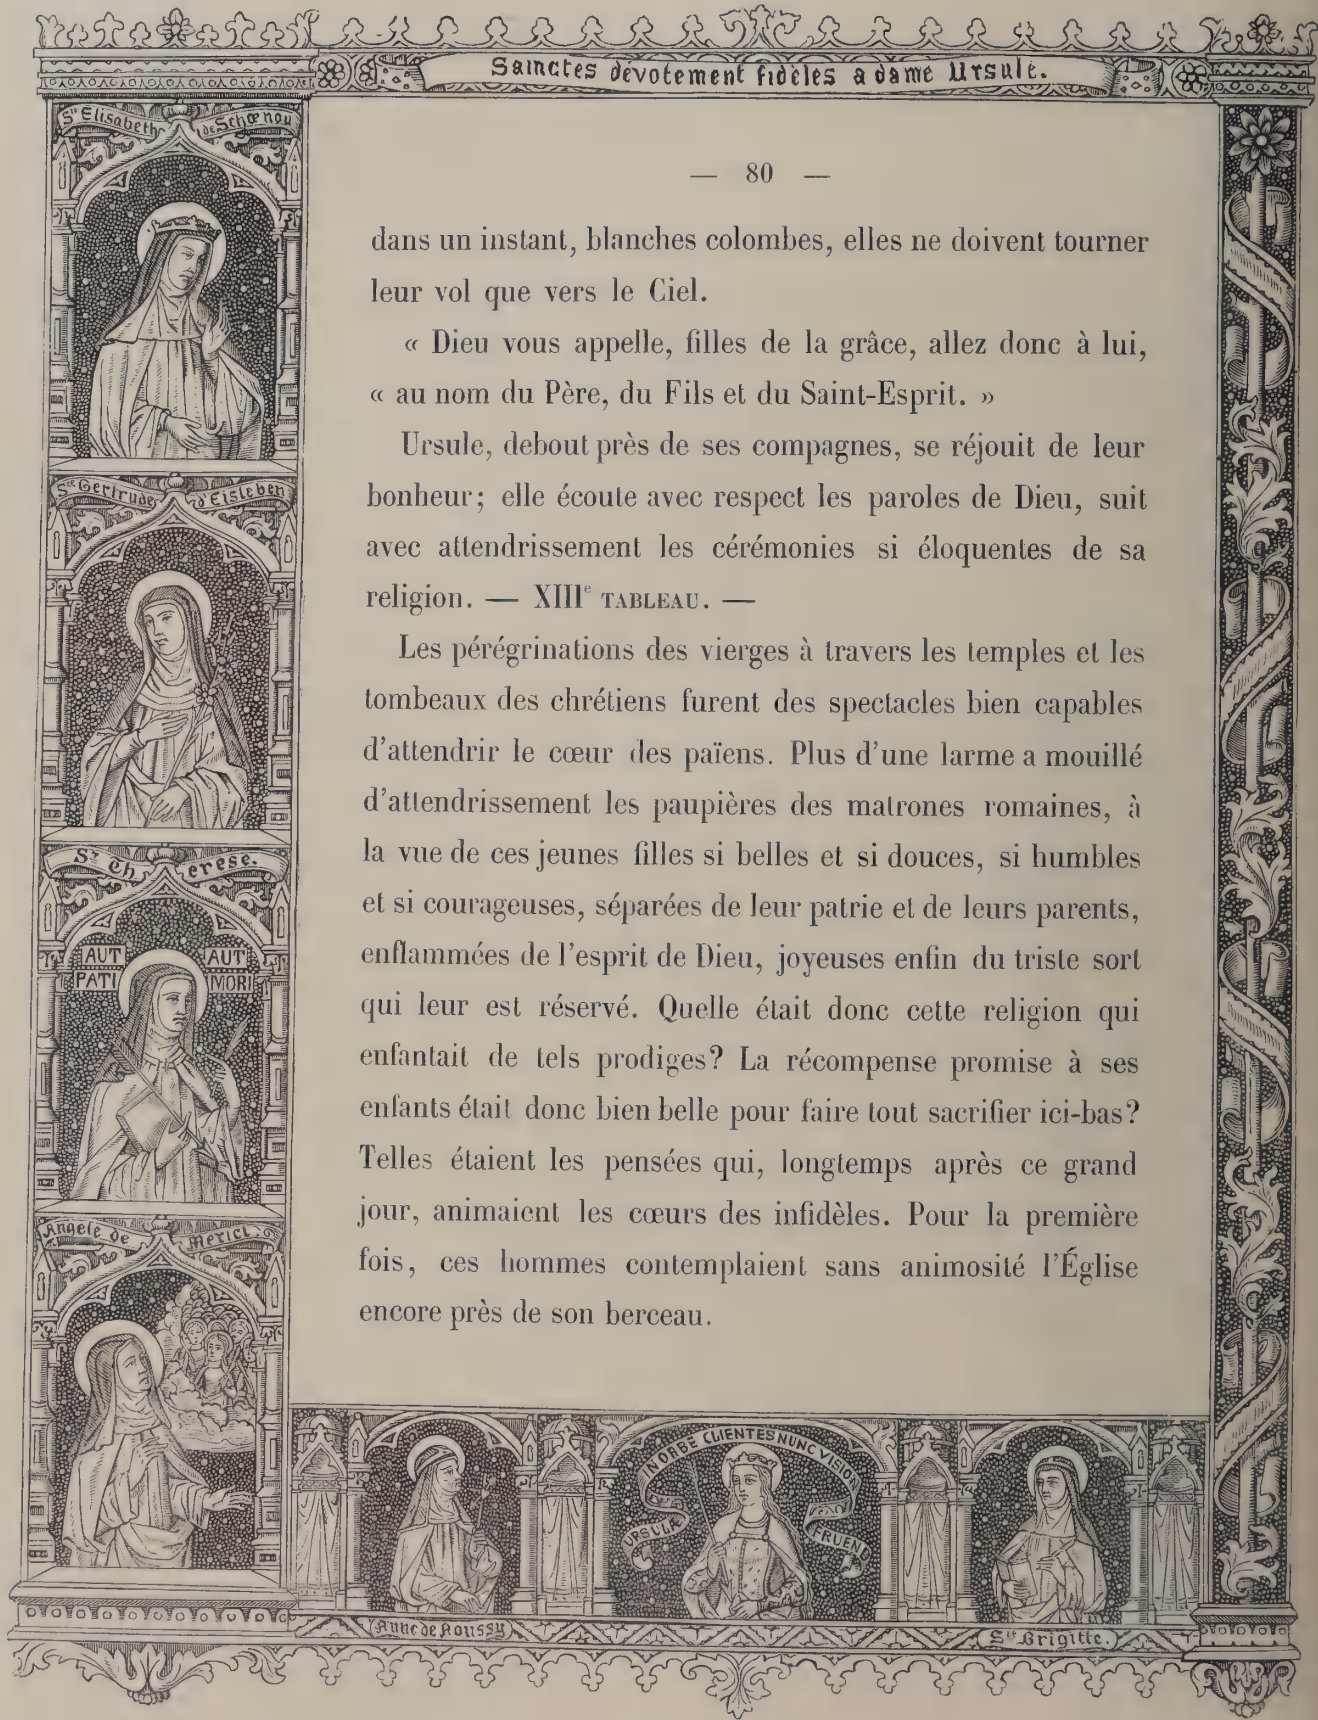 Sainctes devotement fideles a dame Ursule.
Ste Elisabeth de Schœnau
Ste Gertrude d'Eisleben
Ste Therese.
AUT PATI
AUT MORI
Angele de Merici
— 80 —
dans un instant, blanches colombes, elles ne doivent tourner
leur vol que vers le Ciel.
« Dieu vous appelle, filles de la grâce, allez donc à lui,
« au nom du Père, du Fils et du Saint-Esprit. »
Ursule, debout près de ses compagnes, se réjouit de leur
bonheur; elle écoute avec respect les paroles de Dieu, suit
avec attendrissement les cérémonies si éloquentes de sa
religion. — XIIIe TABLEAU. —
Les pérégrinations des vierges à travers les temples et les
tombeaux des chrétiens furent des spectacles bien capables
d'attendrir le cœur des païens. Plus d'une larme a mouillé
d'attendrissement les paupières des matrones romaines, à
la vue de ces jeunes filles si belles et si douces, si humbles
et si courageuses, séparées de leur patrie et de leurs parents,
enflammées de l'esprit de Dieu, joyeuses enfin du triste sort
qui leur est réservé. Quelle était donc cette religion qui
enfantait de tels prodiges? La récompense promise à ses
enfants était donc bien belle pour faire tout sacrifier ici-bas?
Telles étaient les pensées qui, longtemps après ce grand
jour, animaient les cœurs des infidèles. Pour la première
fois, ces hommes contemplaient sans animosité l'Église
encore près de son berceau.
URSULA IN ORBE CLIENTES NUNC VISION
Anne de Roussy
Ste Brigitte.